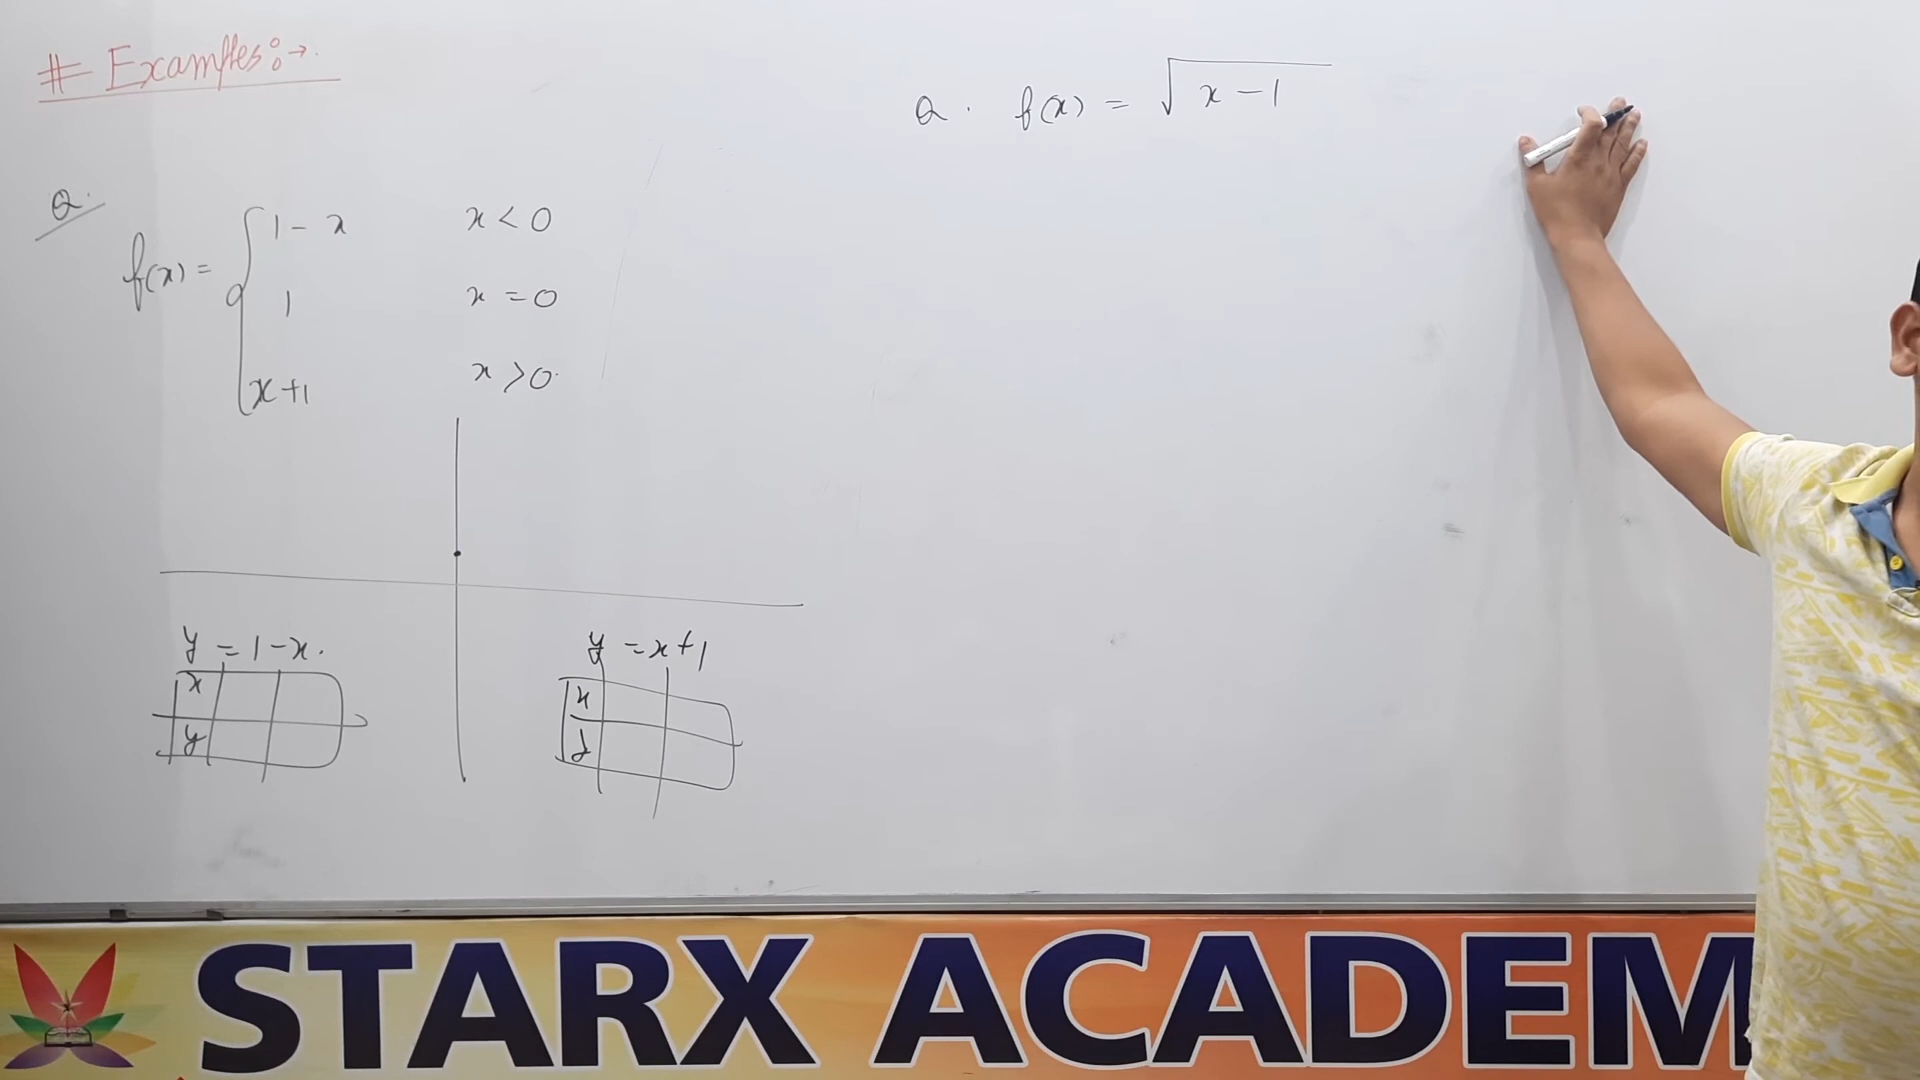 # Examples:→.
Q.
f(x) = { 1 - x    x < 0
1    x = 0
x + 1    x > 0
y = 1 - x.
x
y
y = x + 1
x
y
Q. f(x) = √(x - 1)
STARX ACADEM